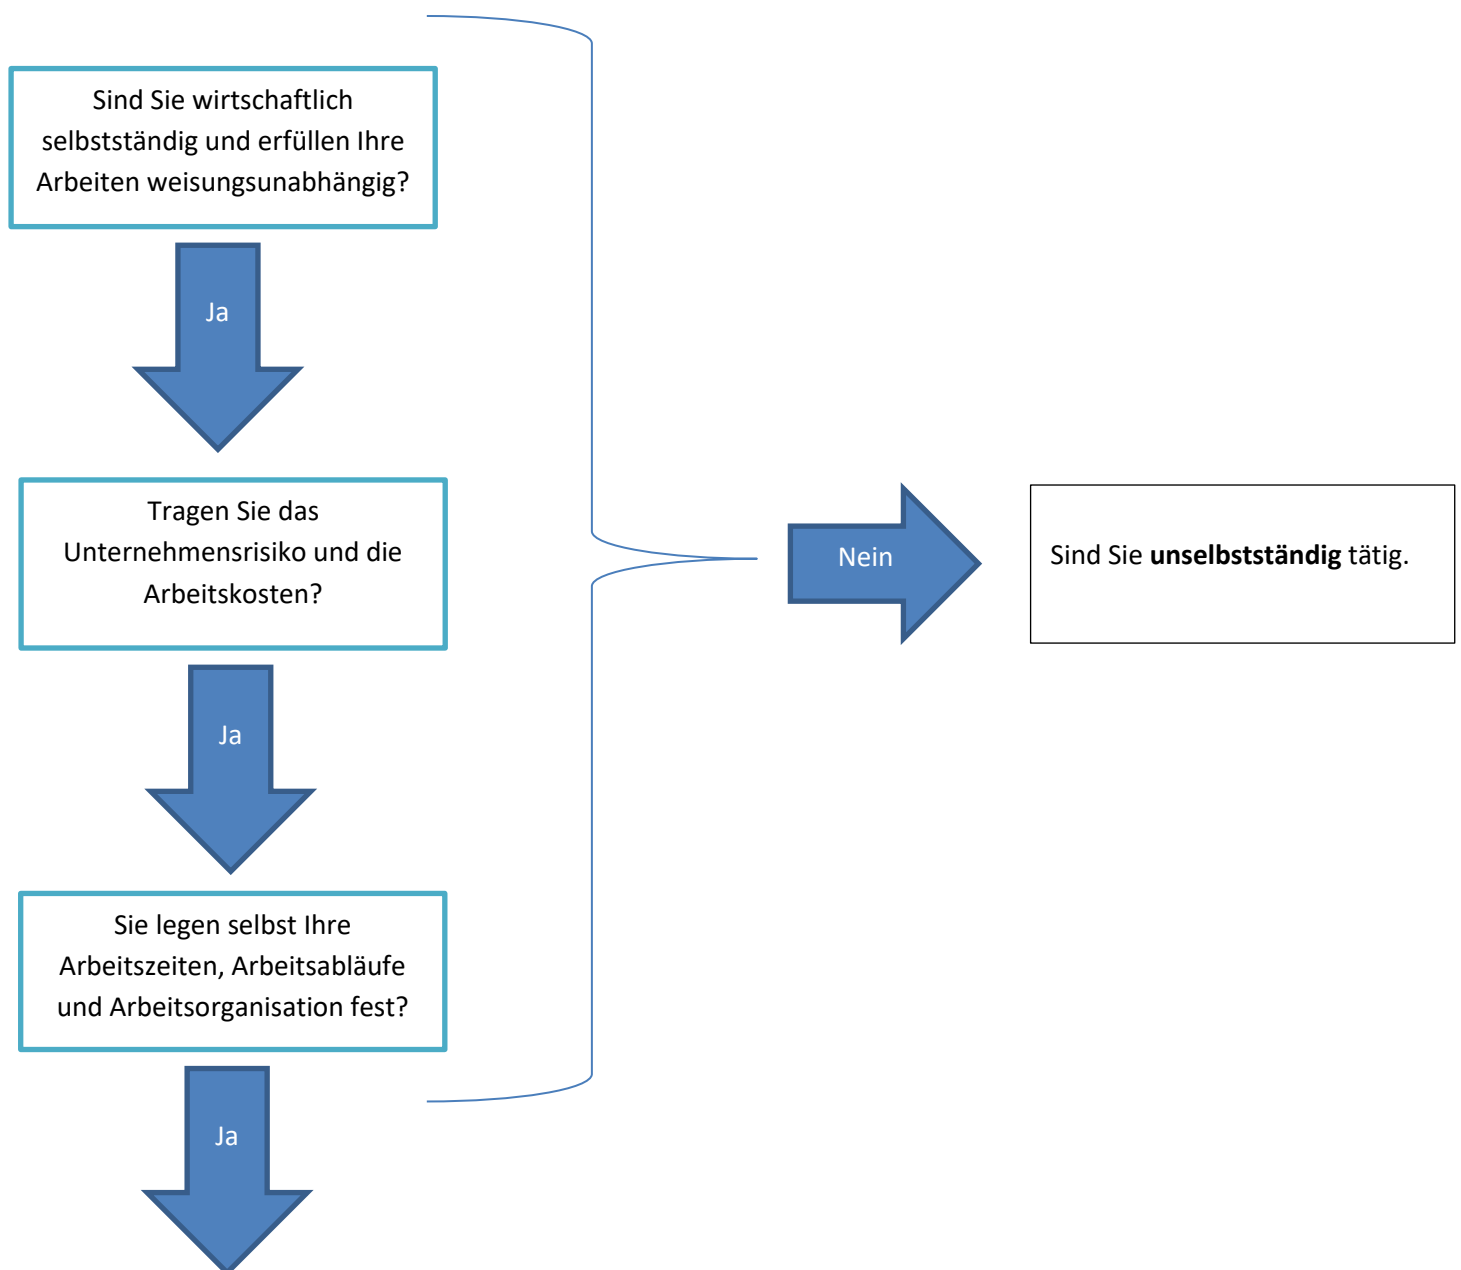 Sind Sie wirtschaftlich
selbstständig und erfüllen Ihre
Arbeiten weisungsunabhängig?
Ja
Tragen Sie das
Unternehmensrisiko und die
Arbeitskosten?
Nein
Sind Sie unselbstständig tätig.
Ja
Sie legen selbst Ihre
Arbeitszeiten, Arbeitsabläufe
und Arbeitsorganisation fest?
Ja